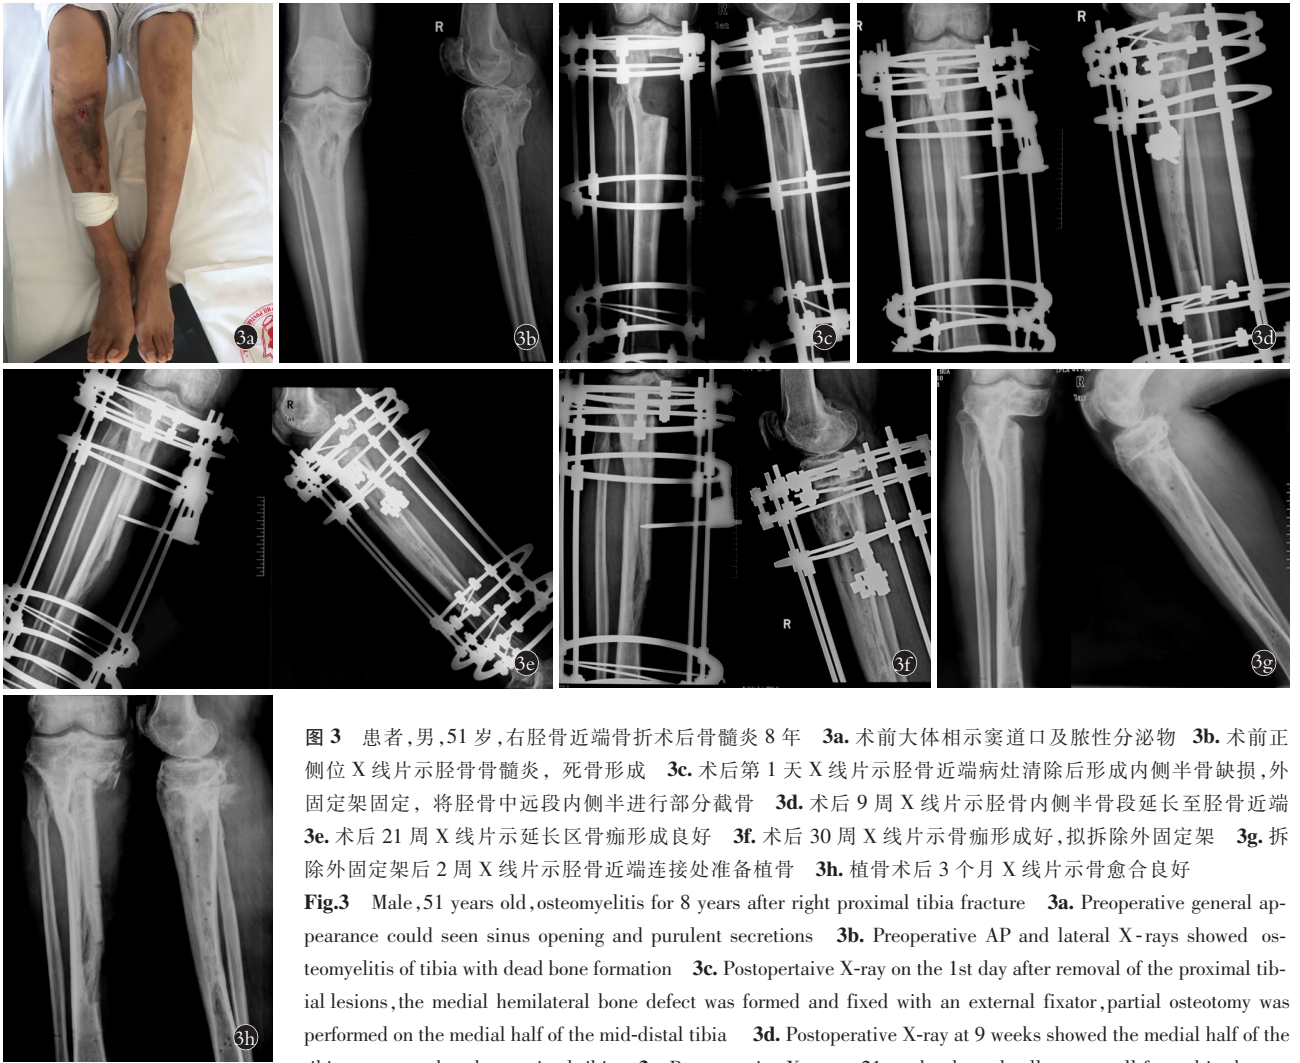 3a
R
3b
R
lat
3c
R
R
3d
R
lat
3e
R
3f
R
lat
3g
3h
图 3 患者,男,51 岁,右胫骨近端骨折术后骨髓炎 8 年 3a. 术前大体相示窦道口及脓性分泌物 3b. 术前正
侧位 X 线片示胫骨骨髓炎，死骨形成 3c. 术后第 1 天 X 线片示胫骨近端病灶清除后形成内侧半骨缺损,外
固定架固定，将胫骨中远段内侧半进行部分截骨 3d. 术后 9 周 X 线片示胫骨内侧半骨段延长至胫骨近端
3e. 术后 21 周 X 线片示延长区骨痂形成良好 3f. 术后 30 周 X 线片示骨痂形成好,拟拆除外固定架 3g. 拆
除外固定架后 2 周 X 线片示胫骨近端连接处准备植骨 3h. 植骨术后 3 个月 X 线片示骨愈合良好
Fig.3 Male,51 years old,osteomyelitis for 8 years after right proximal tibia fracture 3a. Preoperative general ap-
pearance could seen sinus opening and purulent secretions 3b. Preoperative AP and lateral X-rays showed os-
teomyelitis of tibia with dead bone formation 3c. Postopertaive X-ray on the 1st day after removal of the proximal tib-
ial lesions,the medial hemilateral bone defect was formed and fixed with an external fixator,partial osteotomy was
performed on the medial half of the mid-distal tibia 3d. Postoperative X-ray at 9 weeks showed the medial half of the